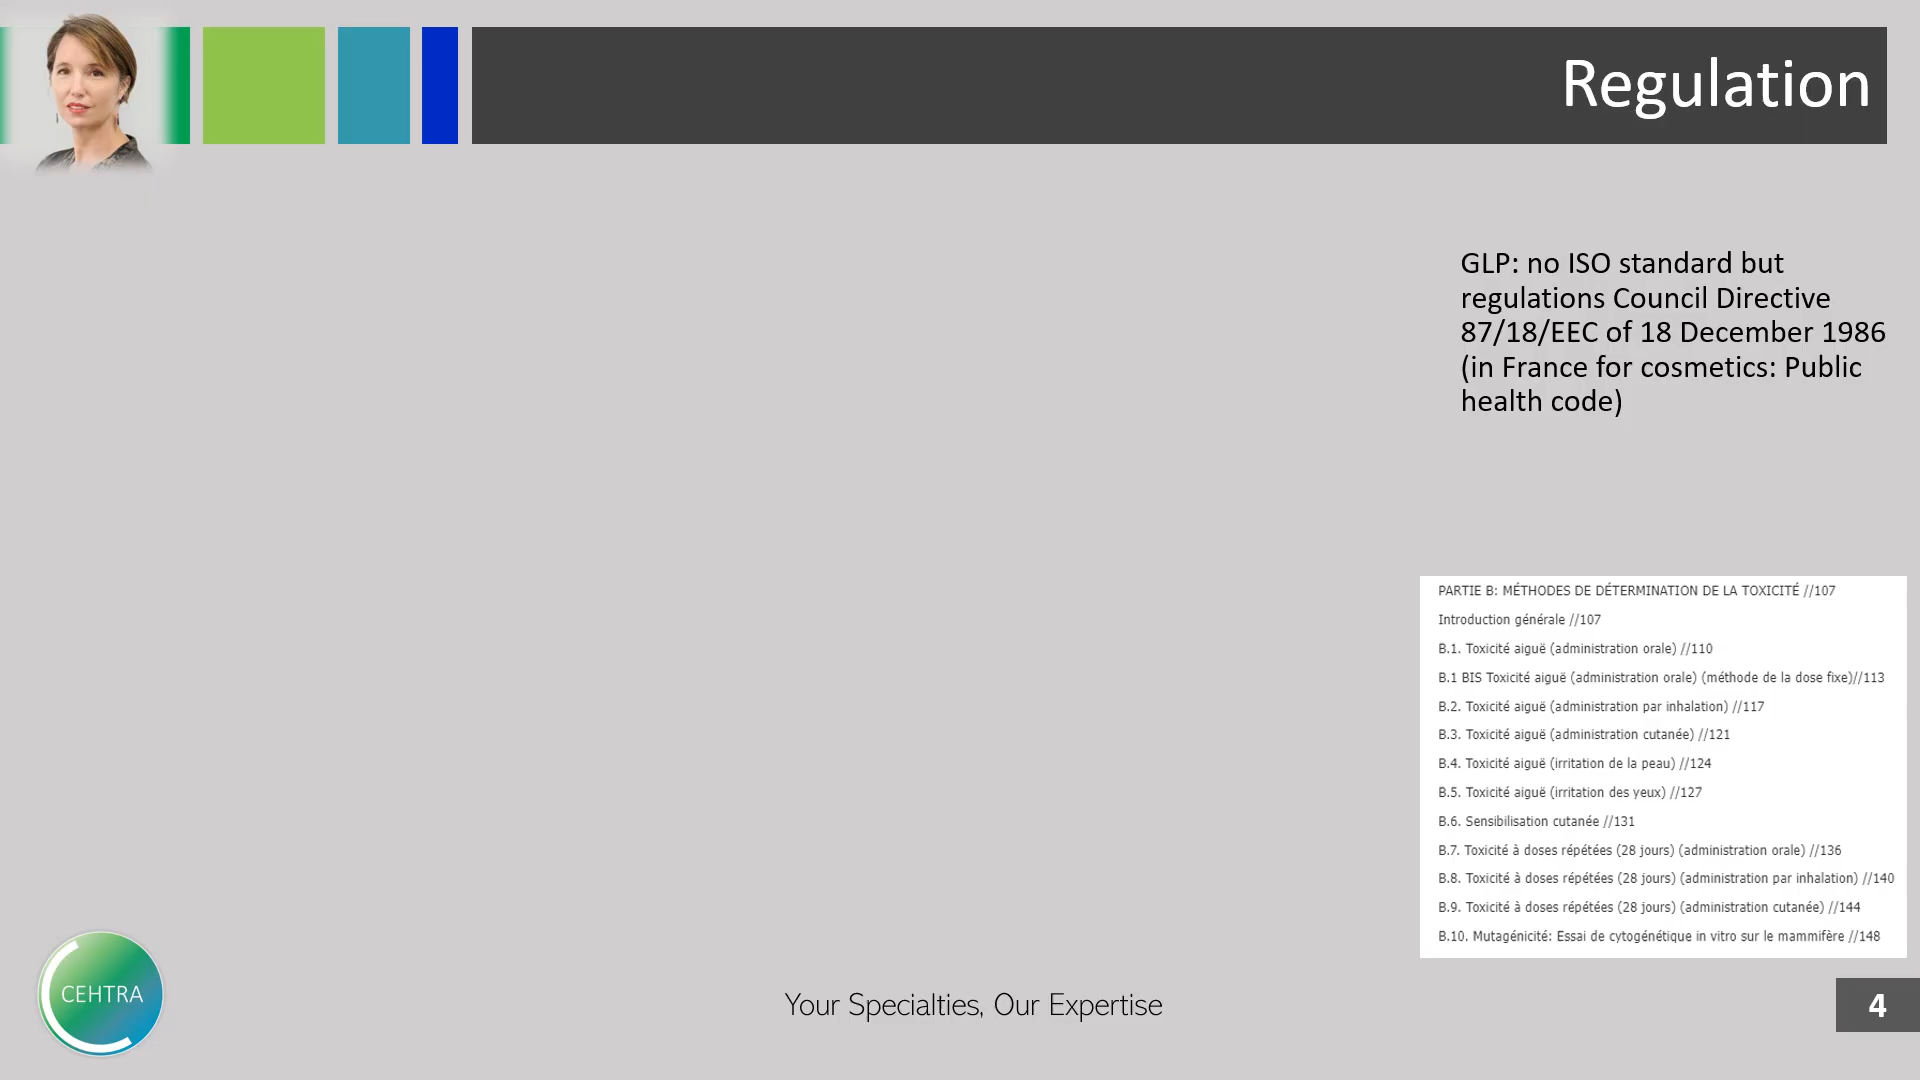 Regulation
GLP: no ISO standard but
regulations Council Directive
87/18/EEC of 18 December 1986
(in France for cosmetics: Public
health code)
PARTIE B: MÉTHODES DE DÉTERMINATION DE LA TOXICITÉ //107
Introduction générale //107
B.1. Toxicité aiguë (administration orale) //110
B.1 BIS Toxicité aiguë (administration orale) (méthode de la dose fixe)//113
B.2. Toxicité aiguë (administration par inhalation) //117
B.3. Toxicité aiguë (administration cutanée) //121
B.4. Toxicité aiguë (irritation de la peau) //124
B.5. Toxicité aiguë (irritation des yeux) //127
B.6. Sensibilisation cutanée //131
B.7. Toxicité à doses répétées (28 jours) (administration orale) //136
B.8. Toxicité à doses répétées (28 jours) (administration par inhalation) //140
B.9. Toxicité à doses répétées (28 jours) (administration cutanée) //144
B.10. Mutagénicité: Essai de cytogénétique in vitro sur le mammifère //148
CEHTRA
Your Specialties, Our Expertise
4